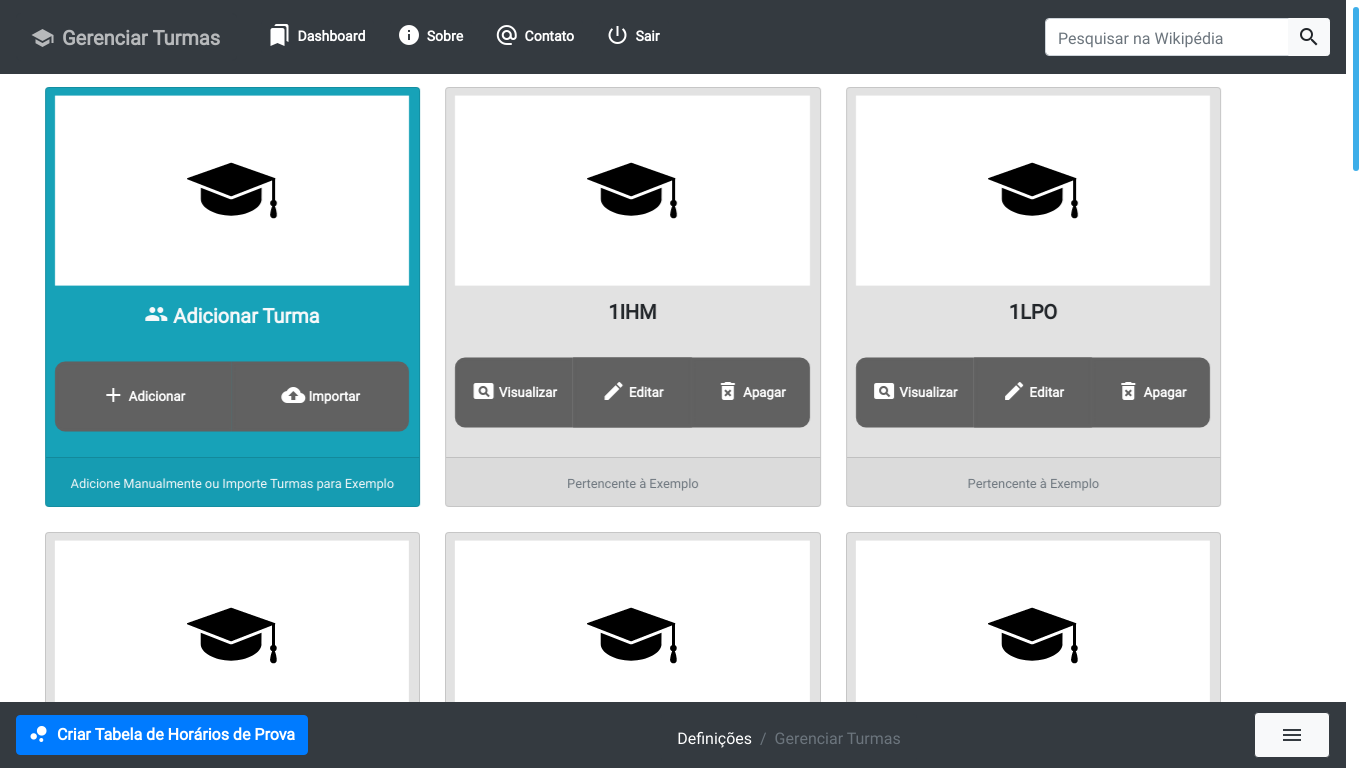 Gerenciar Turmas
Dashboard
Sobre
Contato
Sair
Pesquisar na Wikipédia
Adicionar Turma
Adicionar
Importar
Adicione Manualmente ou Importe Turmas para Exemplo
1IHM
Visualizar
Editar
Apagar
Pertencente à Exemplo
1LPO
Visualizar
Editar
Apagar
Pertencente à Exemplo
Criar Tabela de Horários de Prova
Definições / Gerenciar Turmas